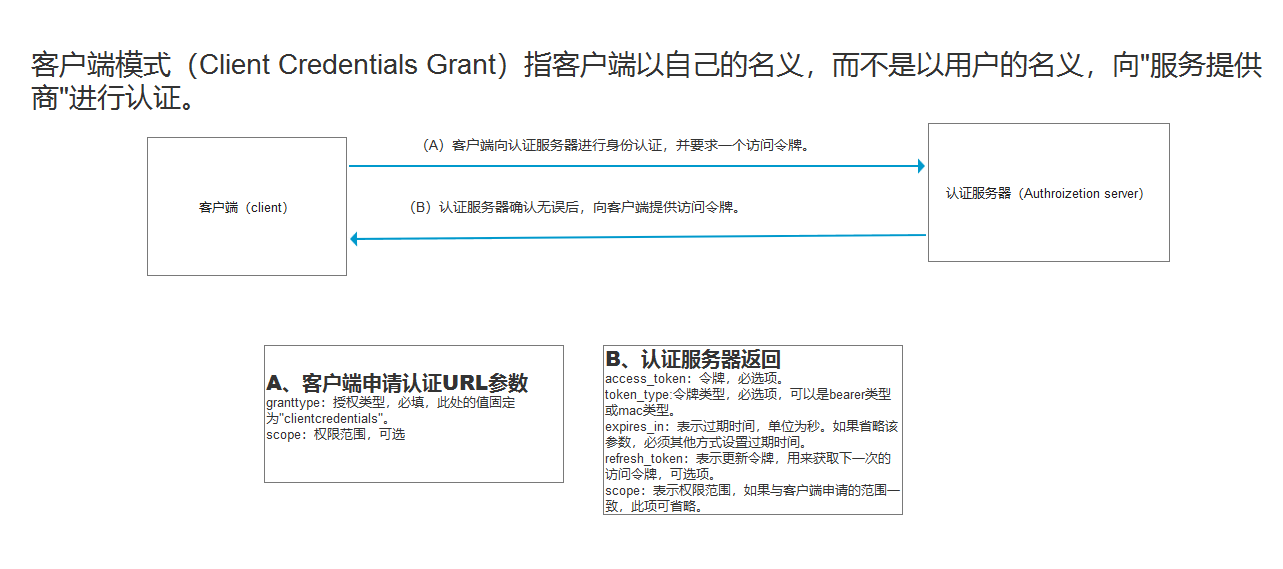 客户端模式（Client Credentials Grant）指客户端以自己的名义，而不是以用户的名义，向"服务提供
商"进行认证。
（A）客户端向认证服务器进行身份认证，并要求一个访问令牌。
客户端（client）
认证服务器（Authroizetion server）
（B）认证服务器确认无误后，向客户端提供访问令牌。
A、客户端申请认证URL参数
granttype：授权类型，必填，此处的值固定
为"clientcredentials"。
scope：权限范围，可选
B、认证服务器返回
access_token：令牌，必选项。
token_type:令牌类型，必选项，可以是bearer类型
或mac类型。
expires_in：表示过期时间，单位为秒。如果省略该
参数，必须其他方式设置过期时间。
refresh_token：表示更新令牌，用来获取下一次的
访问令牌，可选项。
scope：表示权限范围，如果与客户端申请的范围一
致，此项可省略。